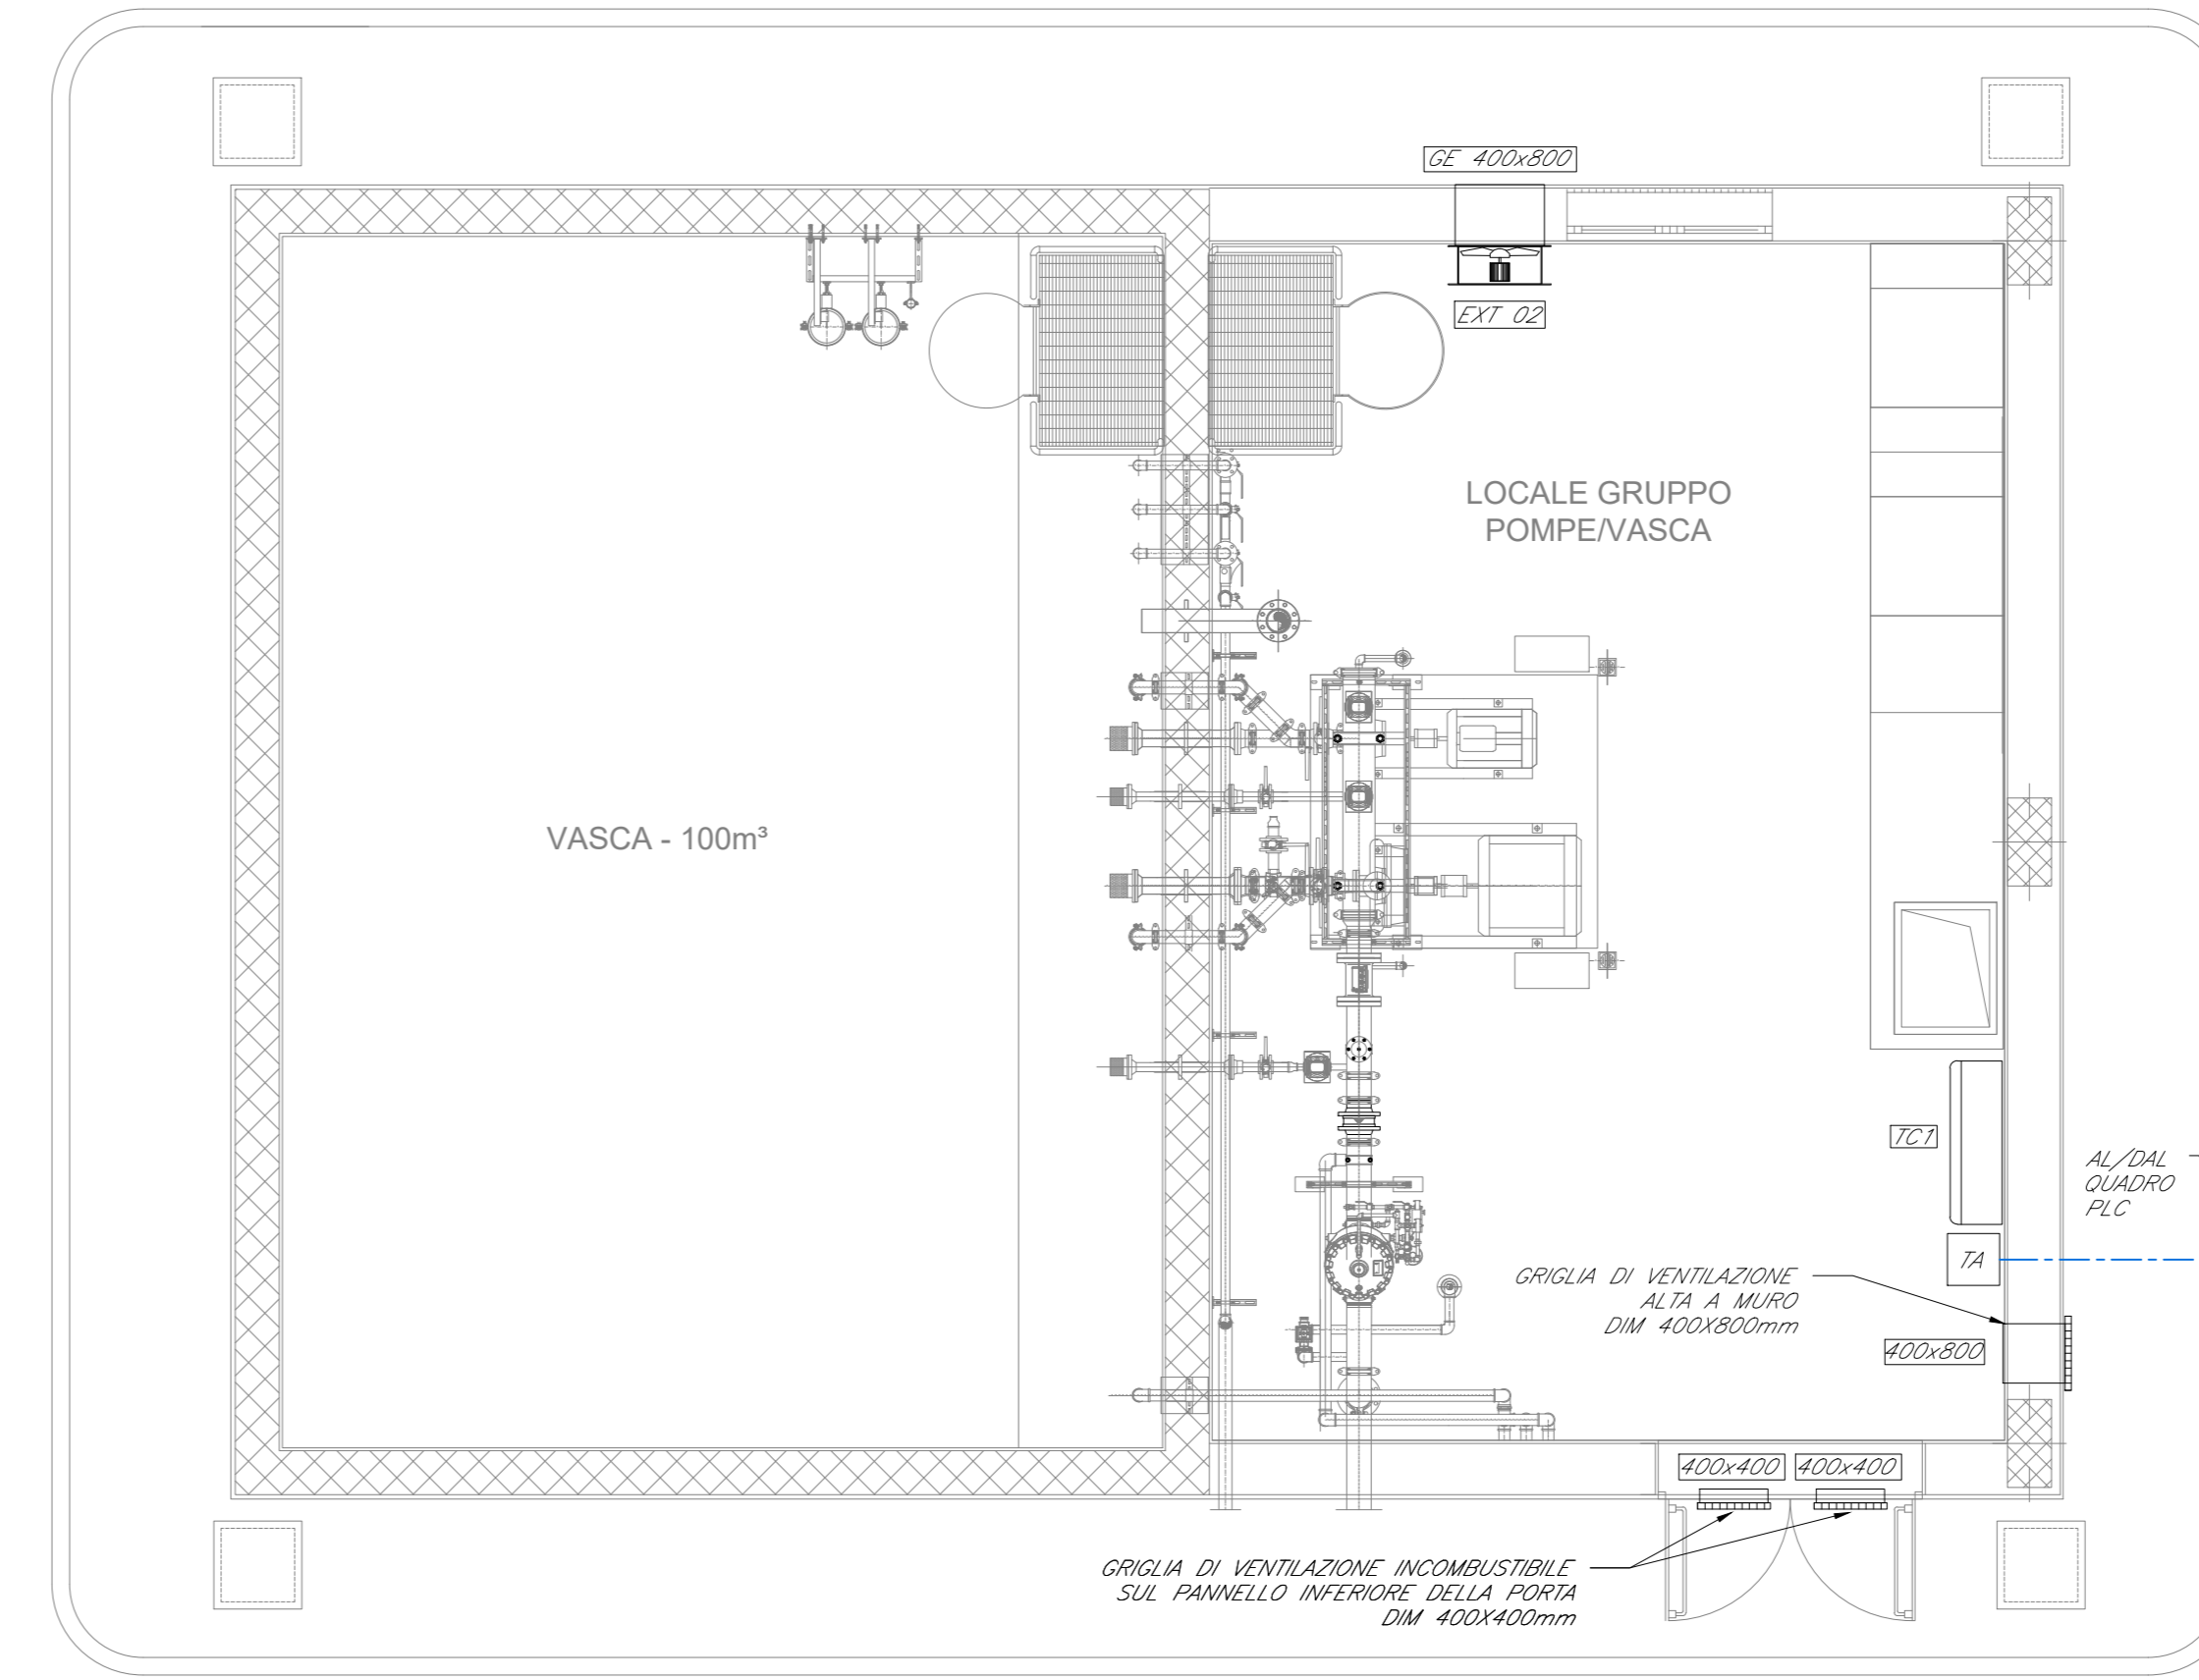 GE 400x800
EXT 02
LOCALE GRUPPO
POMPE/VASCA
VASCA - 100m³
TC1
AL/DAL
QUADRO
PLC
TA
GRIGLIA DI VENTILAZIONE
ALTA A MURO
DIM 400X800mm
400x800
400x400 400x400
GRIGLIA DI VENTILAZIONE INCOMBUSTIBILE
SUL PANNELLO INFERIORE DELLA PORTA
DIM 400X400mm